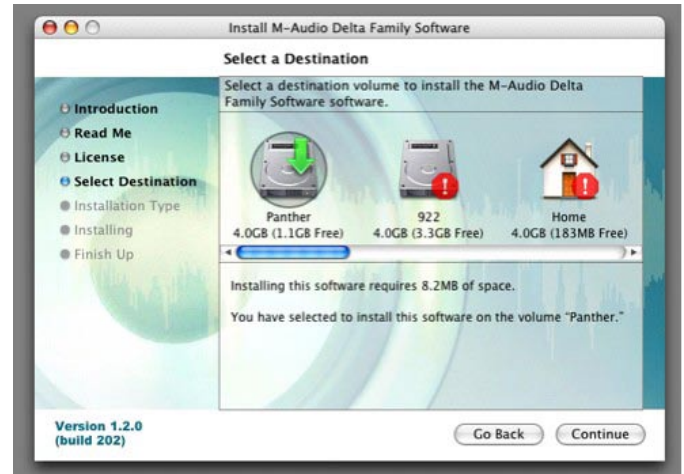 Install M-Audio Delta Family Software
Select a Destination
Introduction
Read Me
License
Select Destination
Installation Type
Installing
Finish Up
Select a destination volume to install the M-Audio Delta
Family Software software.
Panther
4.0GB (1.1GB Free)
922
4.0GB (3.3GB Free)
Home
4.0GB (183MB Free)
Installing this software requires 8.2MB of space.
You have selected to install this software on the volume "Panther."
Version 1.2.0
(build 202)
Go Back
Continue